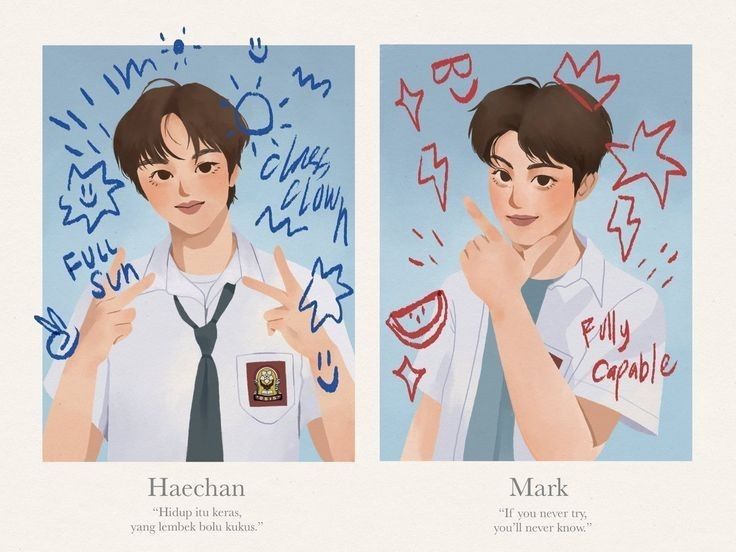 class
clown
FULL
SUN
OSIS
Fully
Capable
Haechan
"Hidup itu keras,
yang lembek bolu kukus."
Mark
"If you never try,
you'll never know."